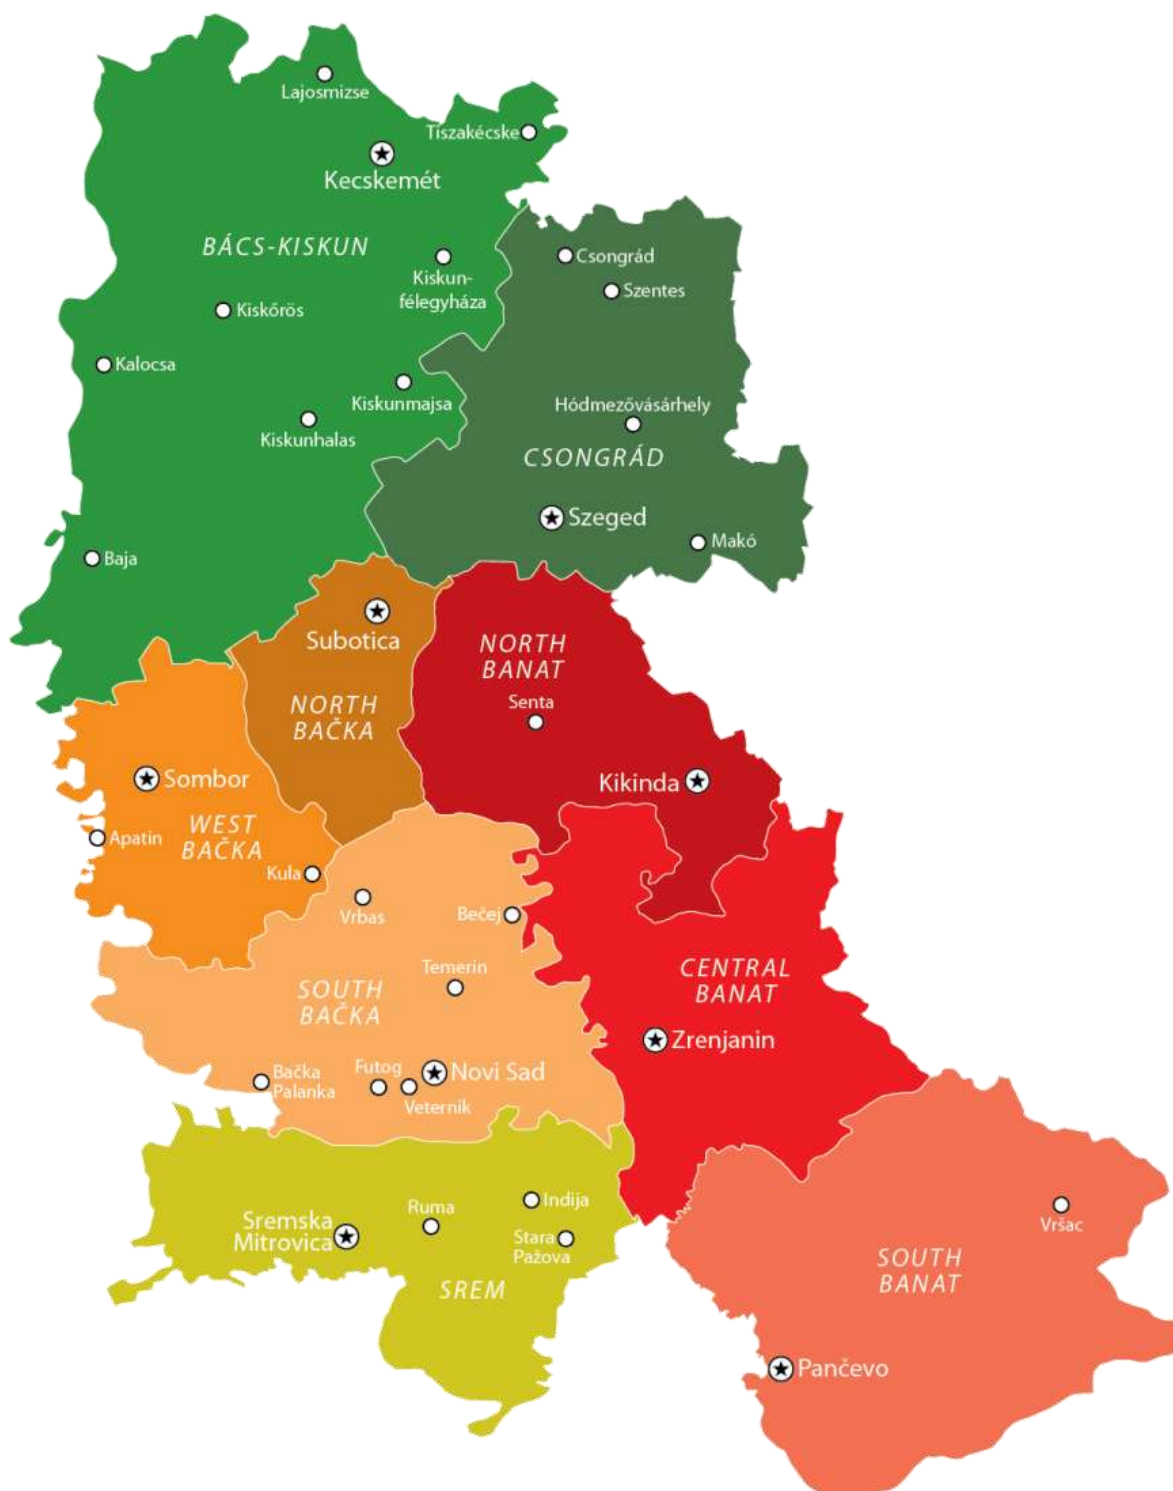 Lajosmizse
Tiszakécske
Kecskemét
BÁCS-KISKUN
Csongrád
Kiskun-
félegyháza
Szentes
Kiskőrös
Kalocsa
Kiskunmajsa
Hódmezővásárhely
Kiskunhalas
CSONGRÁD
Szeged
Makó
Baja
Subotica
NORTH
BANAT
NORTH
BAČKA
Senta
Sombor
Kikinda
WEST
BAČKA
Apatin
Kula
Vrbas
Bečej
Temerin
CENTRAL
BANAT
SOUTH
BAČKA
Zrenjanin
Bačka
Palanka
Futog
Novi Sad
Veternik
Indija
Ruma
Sremska
Mitrovica
Stara
Pažova
Vršac
SREM
SOUTH
BANAT
Pančevo